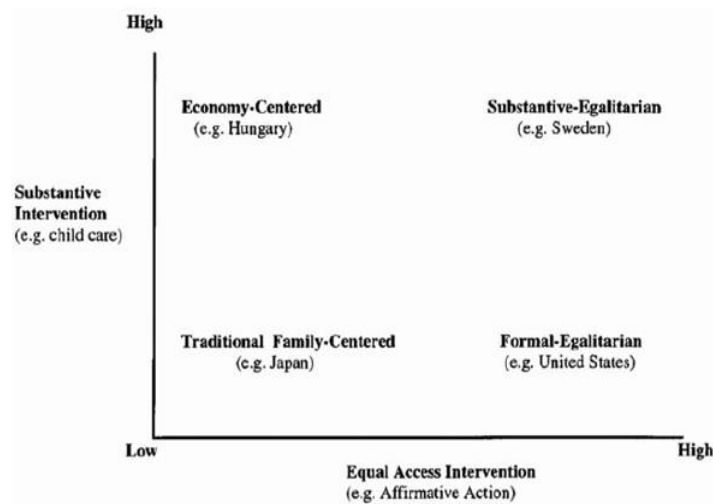 High
Economy-Centered
(e.g. Hungary)
Substantive-Egalitarian
(e.g. Sweden)
Substantive
Intervention
(e.g. child care)
Traditional Family-Centered
(e.g. Japan)
Formal-Egalitarian
(e.g. United States)
Low
High
Equal Access Intervention
(e.g. Affirmative Action)